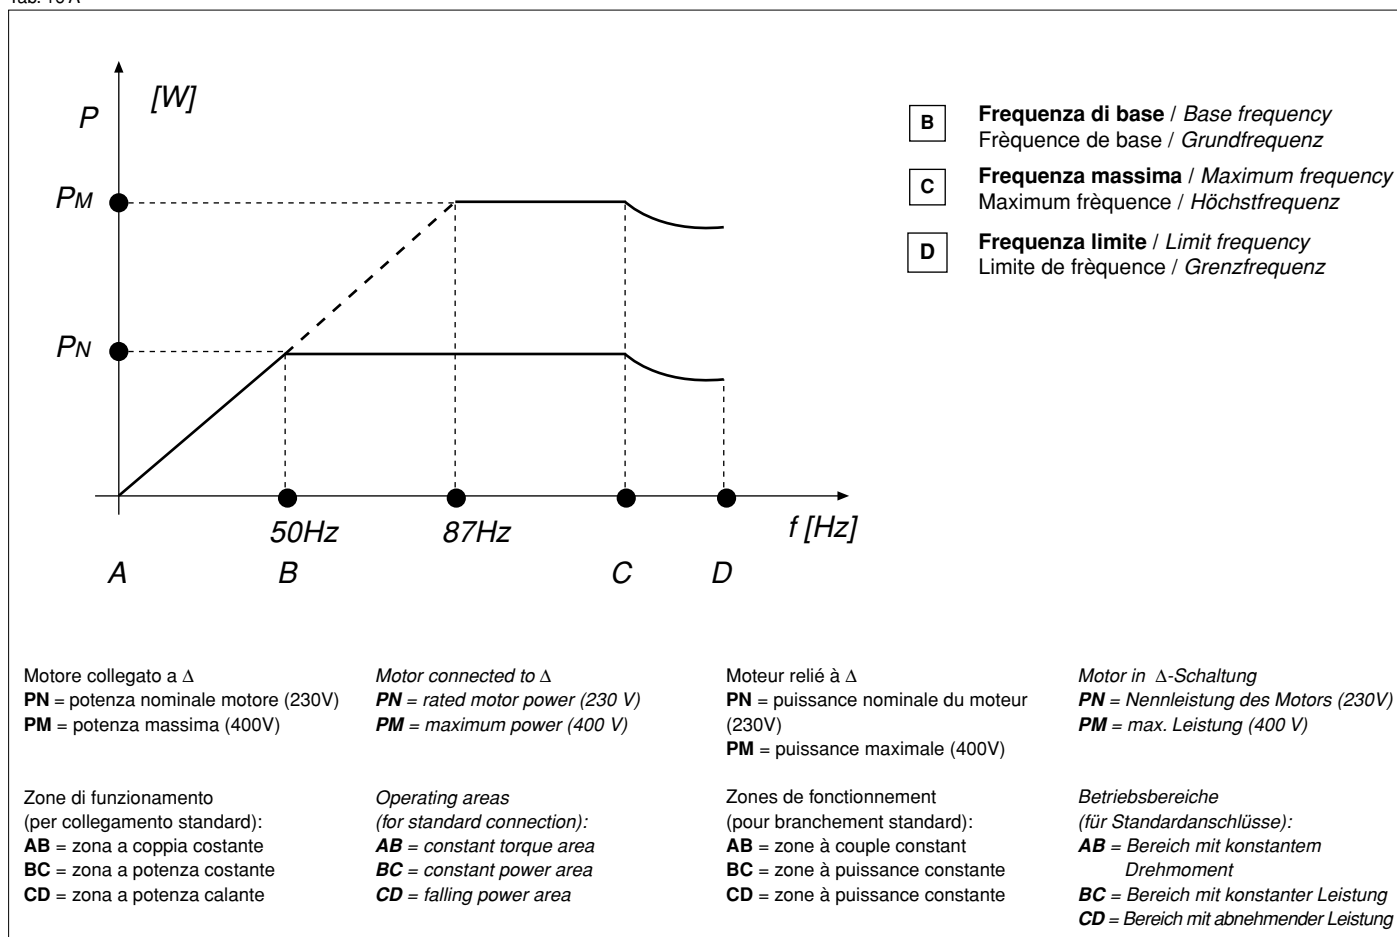 Tab. 16 A
P [W]
PM
PN
50Hz 87Hz f [Hz]
A B C D
B Frequenza di base / Base frequency
Frèquence de base / Grundfrequenz
C Frequenza massima / Maximum frequency
Maximum frèquence / Höchstfrequenz
D Frequenza limite / Limit frequency
Limite de frèquence / Grenzfrequenz
Motore collegato a Δ
PN = potenza nominale motore (230V)
PM = potenza massima (400V)
Motor connected to Δ
PN = rated motor power (230 V)
PM = maximum power (400 V)
Moteur relié à Δ
PN = puissance nominale du moteur
(230V)
PM = puissance maximale (400V)
Motor in Δ-Schaltung
PN = Nennleistung des Motors (230V)
PM = max. Leistung (400 V)
Zone di funzionamento
(per collegamento standard):
AB = zona a coppia costante
BC = zona a potenza costante
CD = zona a potenza calante
Operating areas
(for standard connection):
AB = constant torque area
BC = constant power area
CD = falling power area
Zones de fonctionnement
(pour branchement standard):
AB = zone à couple constant
BC = zone à puissance constante
CD = zone à puissance constante
Betriebsbereiche
(für Standardanschlüsse):
AB = Bereich mit konstantem
Drehmoment
BC = Bereich mit konstanter Leistung
CD = Bereich mit abnehmender Leistung